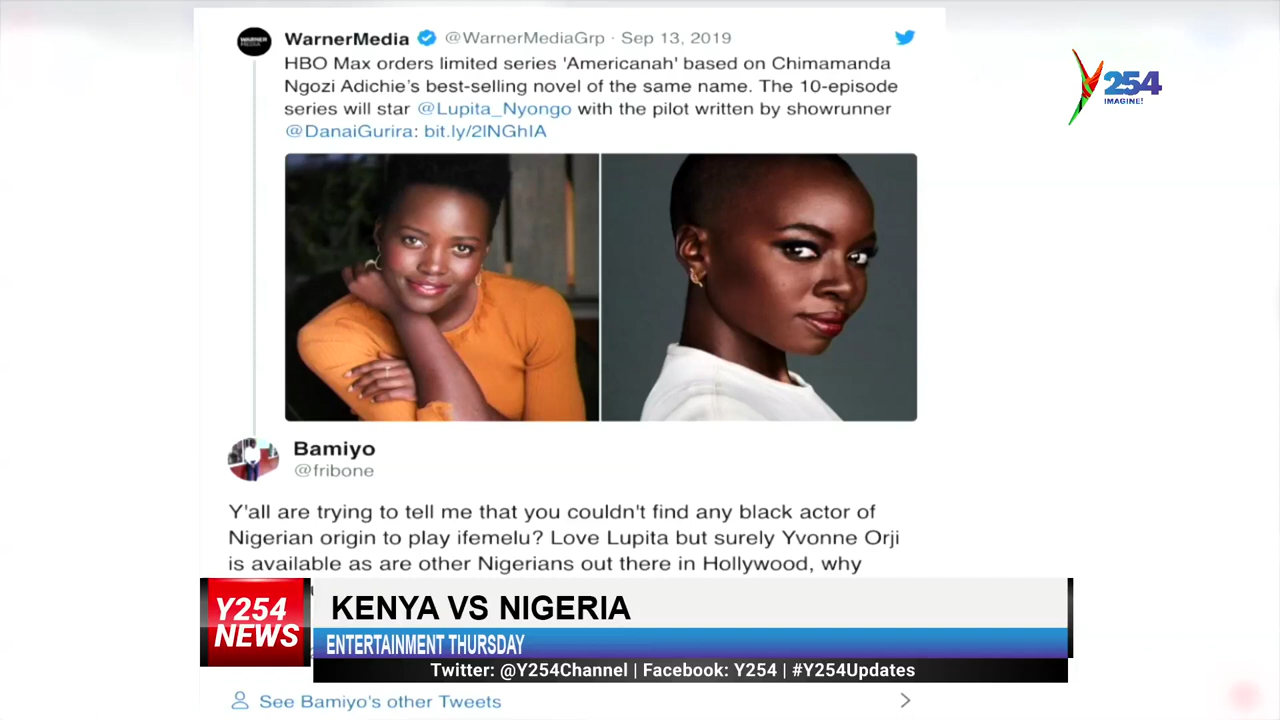 WarnerMedia @WarnerMediaGrp · Sep 13, 2019
WARNER
MEDIA
HBO Max orders limited series 'Americanah' based on Chimamanda
Ngozi Adichie's best-selling novel of the same name. The 10-episode
series will star @Lupita_Nyongo with the pilot written by showrunner
@DanaiGurira: bit.ly/2lNGhIA
254
IMAGINE!
Bamiyo
@fribone
Y'all are trying to tell me that you couldn't find any black actor of
Nigerian origin to play ifemelu? Love Lupita but surely Yvonne Orji
is available as are other Nigerians out there in Hollywood, why
Y254
NEWS
KENYA VS NIGERIA
ENTERTAINMENT THURSDAY
Twitter: @Y254Channel | Facebook: Y254 | #Y254Updates
See Bamiyo's other Tweets